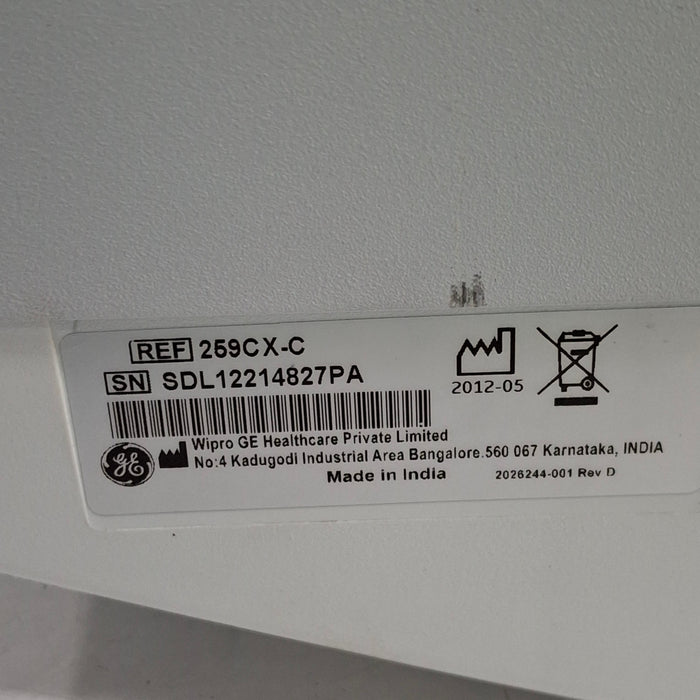 REF 259CX-C
SN SDL12214827PA
2012-05
GE
Wipro GE Healthcare Private Limited
No:4 Kadugodi Industrial Area Bangalore.560 067 Karnataka, INDIA
Made in India
2026244-001 Rev D